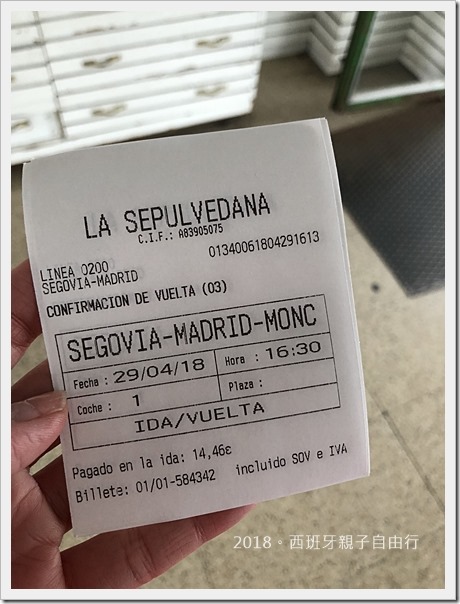 LA SEPULVEDANA
C.I.F.: A83905075
01340061804291613
LINEA 0200
SEGOVIA-MADRID
CONFIRMACION DE VUELTA (03)
SEGOVIA-MADRID-MONC
Fecha : 29/04/18 Hora : 16:30
Coche : 1 Plaza :
IDA/VUELTA
Pagado en la ida: 14,46€ incluido SOV e IVA
Billete: 01/01-584342
2018。西班牙親子自由行